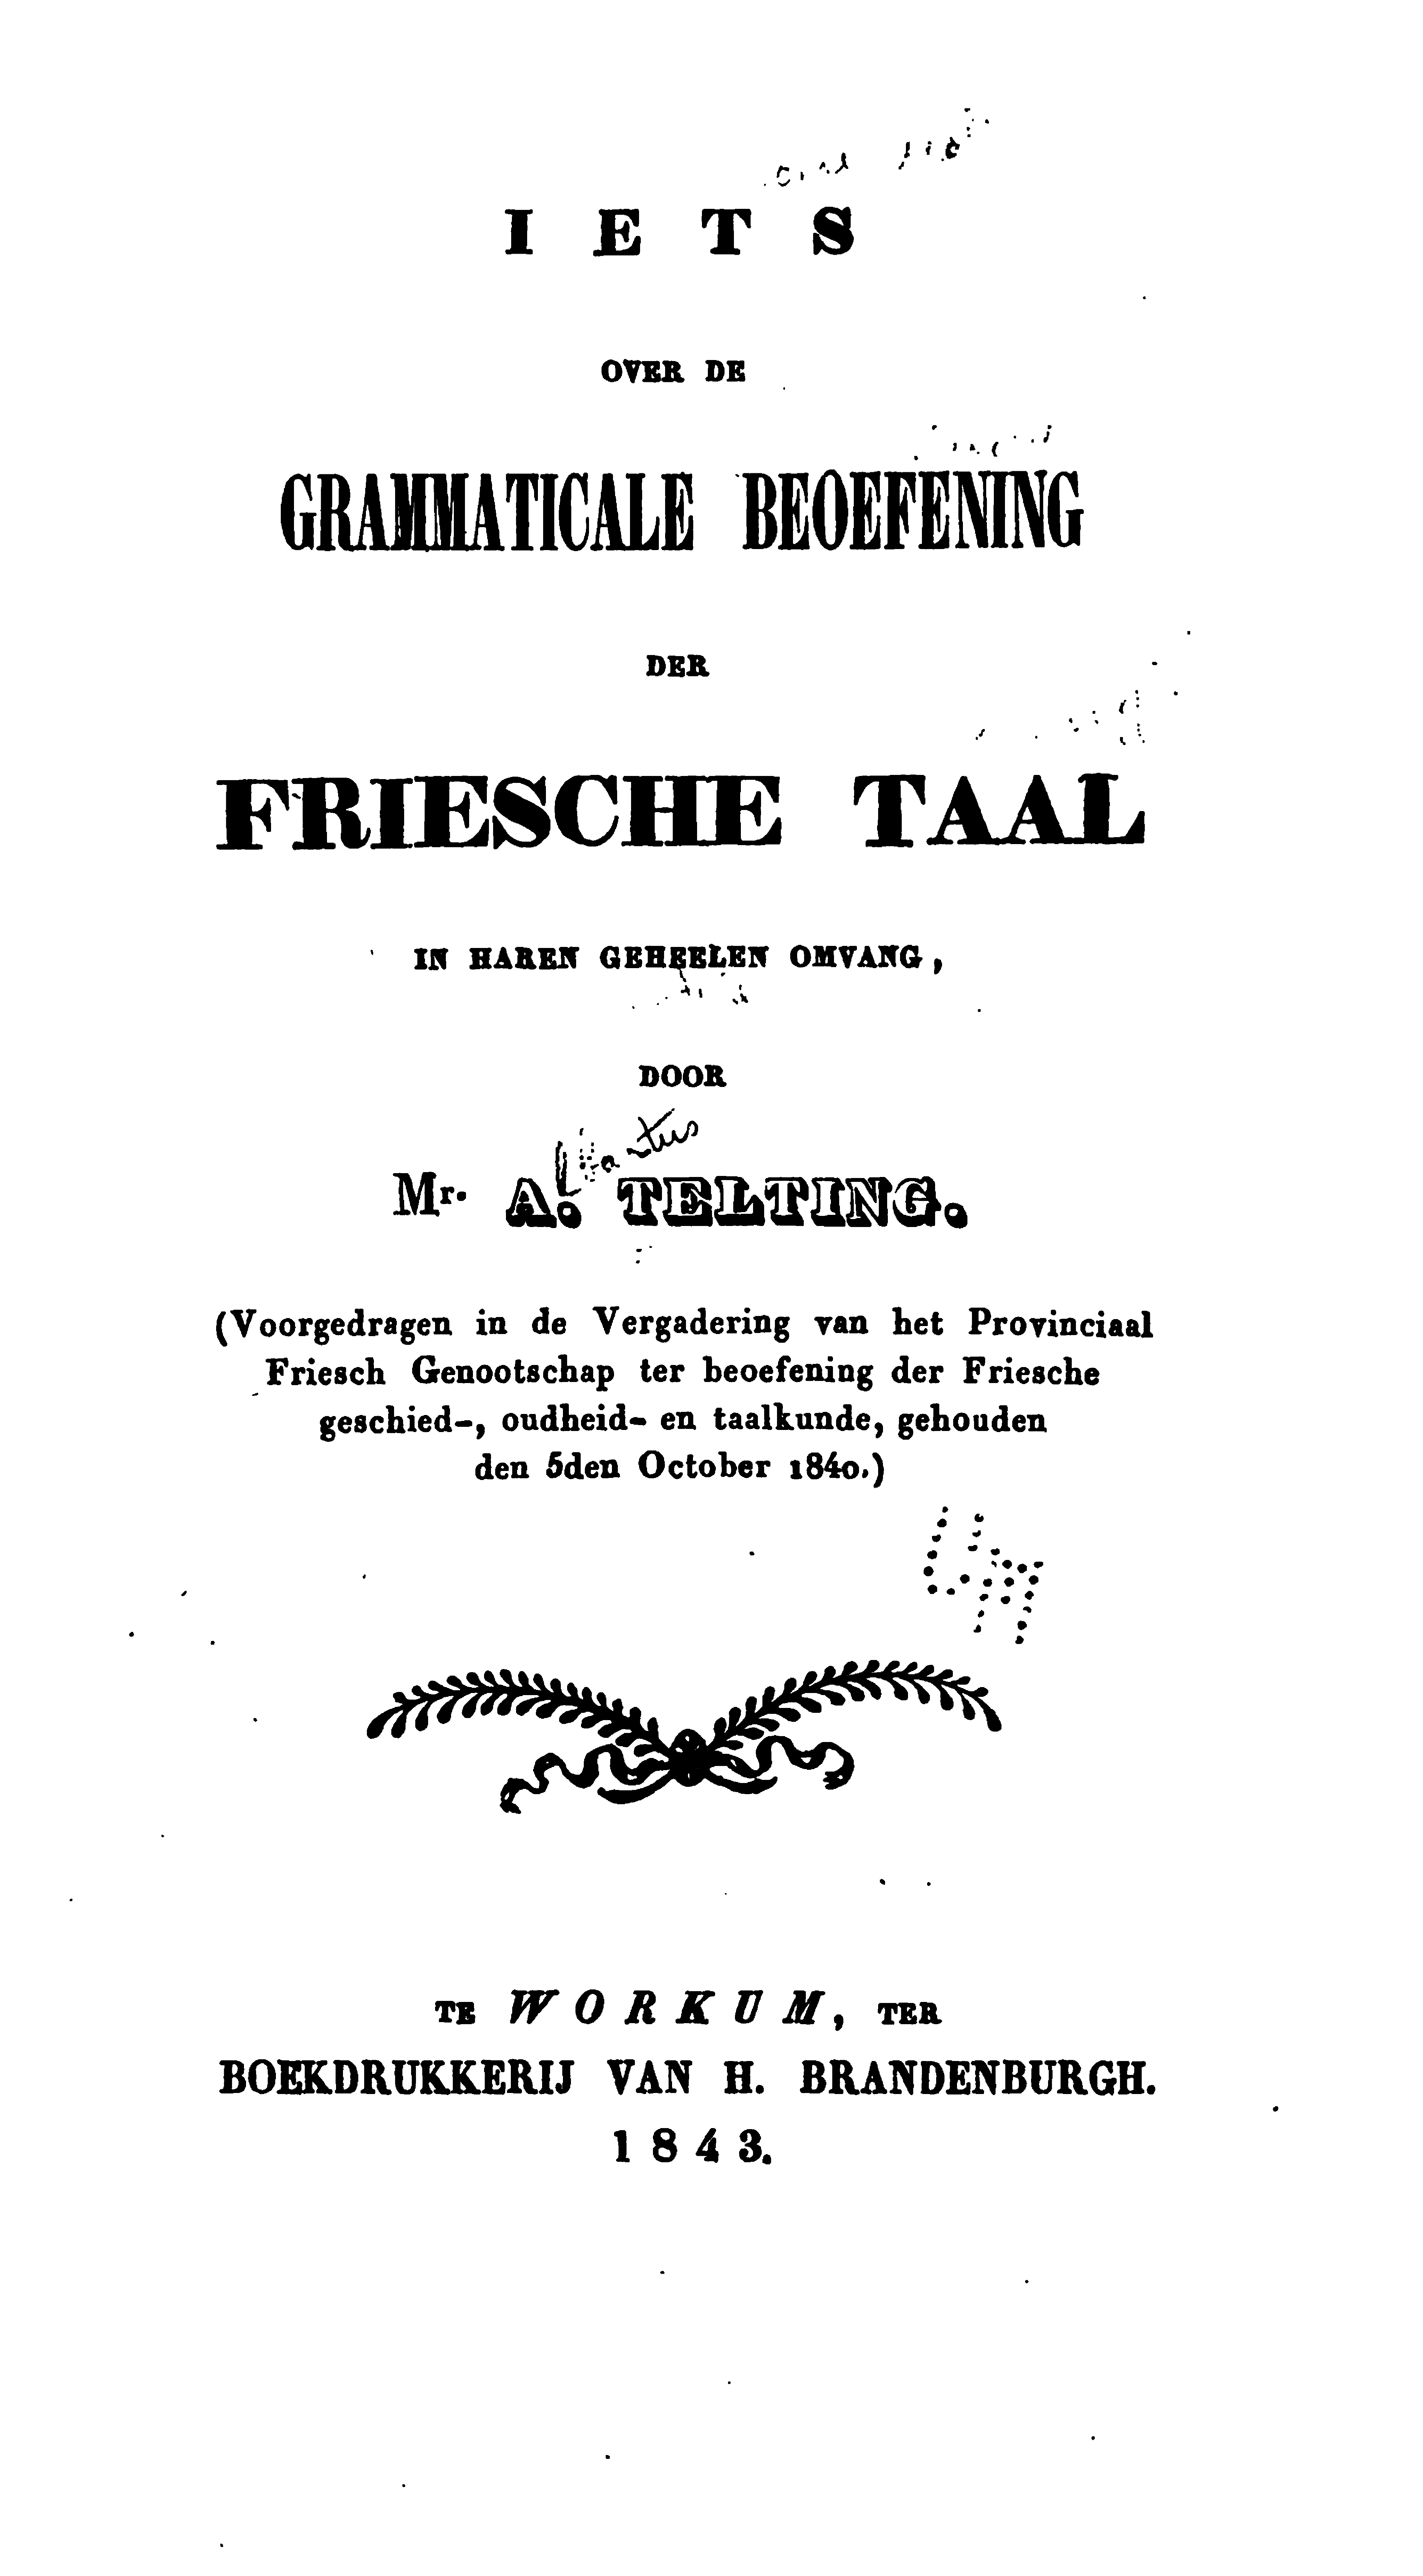 IETS
OVER DE
GRAMMATICALE BEOEFENING
DER
FRIESCHE TAAL
IN HAREN GEHEELEN OMVANG,
DOOR
Mr. A. TELTING.
(Voorgedragen in de Vergadering van het Provinciaal
Friesch Genootschap ter beoefening der Friesche
geschied-, oudheid- en taalkunde, gehouden
den 5den October 1840.)
TE WORKUM, TER
BOEKDRUKKERIJ VAN H. BRANDENBURGH.
1843.